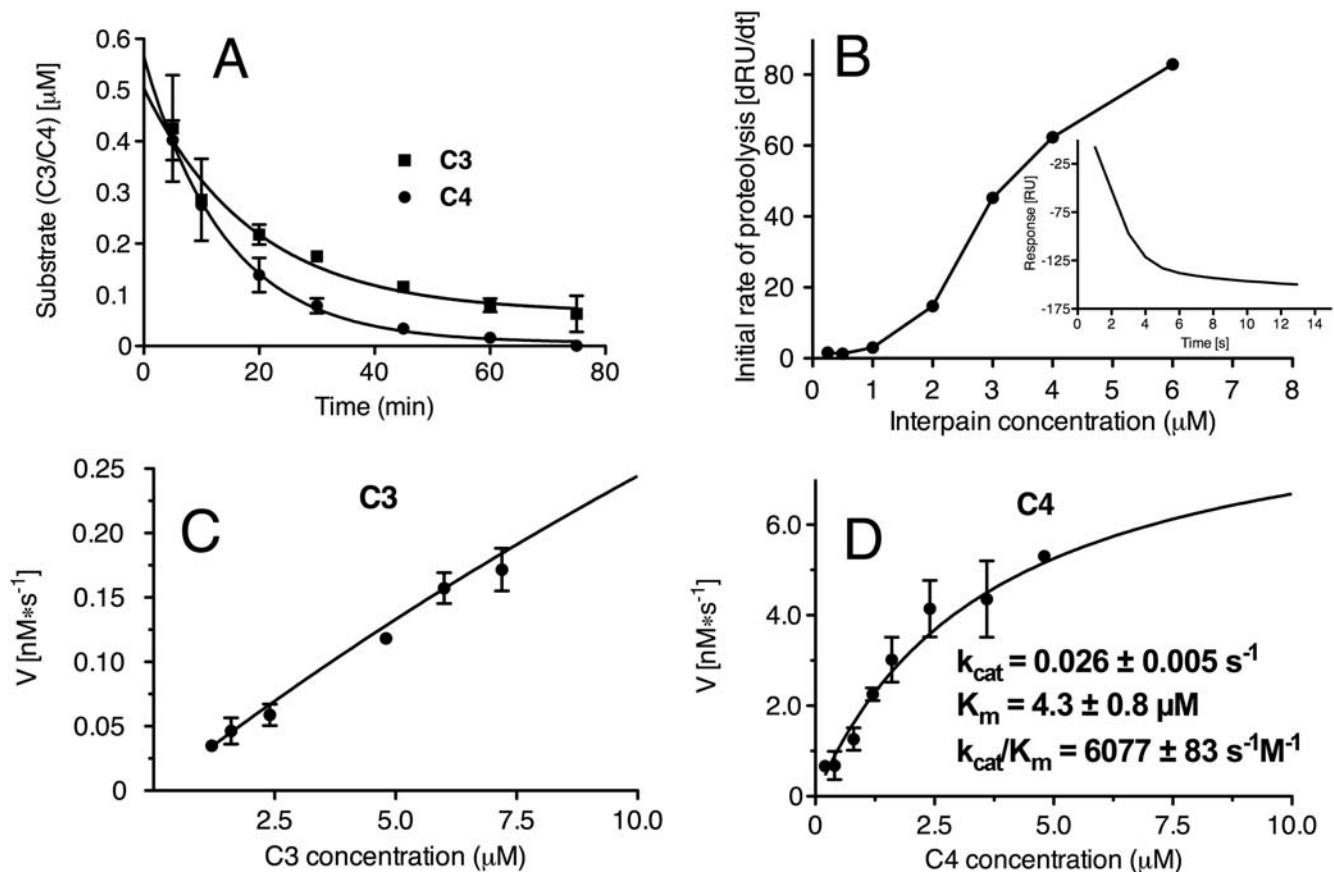 A
Substrate (C3/C4) [μM]
0.6
0.5
0.4
0.3
0.2
0.1
0
C3
C4
0 20 40 60 80
Time (min)
B
Initial rate of proteolysis [dRU/dt]
80
60
40
20
0
0 1 2 3 4 5 6 7 8
Interpain concentration (μM)
Response [RU]
-25
-75
-125
-175
0 2 4 6 8 10 12 14
Time [s]
C
C3
V [nM*s⁻¹]
0.25
0.20
0.15
0.10
0.05
0
2.5 5.0 7.5 10.0
C3 concentration (μM)
D
C4
V [nM*s⁻¹]
6.0
4.0
2.0
0
kcat = 0.026 ± 0.005 s⁻¹
Km = 4.3 ± 0.8 μM
kcat/Km = 6077 ± 83 s⁻¹M⁻¹
0 2.5 5.0 7.5 10.0
C4 concentration (μM)